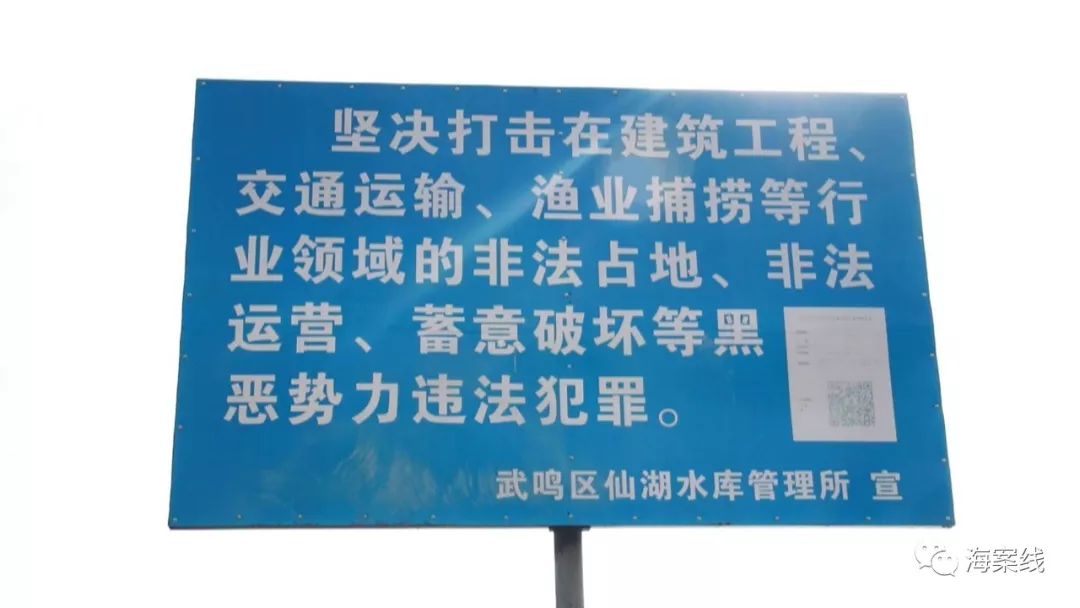 坚决打击在建筑工程、
交通运输、渔业捕捞等行
业领域的非法占地、非法
运营、蓄意破坏等黑
恶势力违法犯罪。
武鸣区仙湖水库管理所 宣
海案线